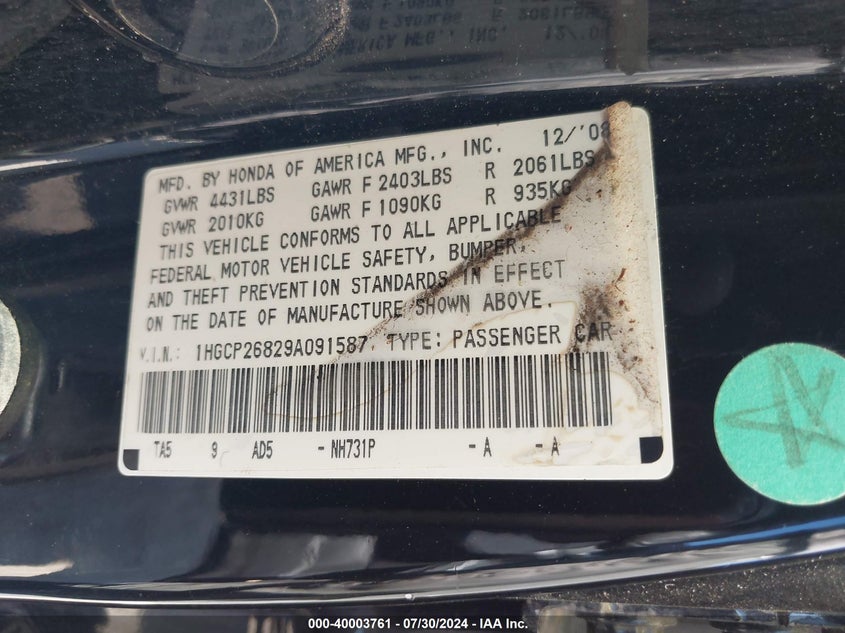 MFD. BY HONDA OF AMERICA MFG., INC. 12/'08
GVWR 4431LBS GAWR F 2403LBS R 2061LBS
GVWR 2010KG GAWR F 1090KG R 935KG
THIS VEHICLE CONFORMS TO ALL APPLICABLE
FEDERAL MOTOR VEHICLE SAFETY, BUMPER,
AND THEFT PREVENTION STANDARDS IN EFFECT
ON THE DATE OF MANUFACTURE SHOWN ABOVE.
V.I.N.: 1HGCP26829A091587 TYPE: PASSENGER CAR
TA5 9 AD5 -NH731P -A -A
000-40003761 - 07/30/2024 - © IAA Inc.